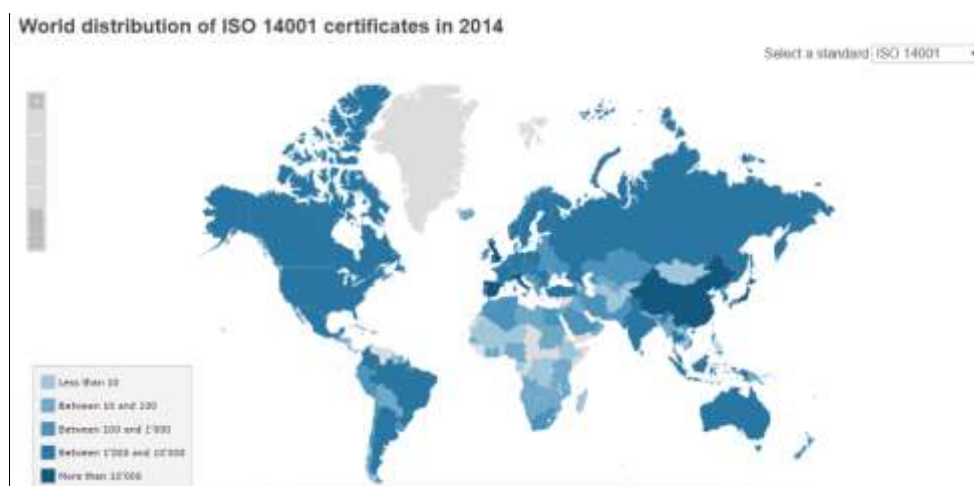 World distribution of ISO 14001 certificates in 2014
Select a standard ISO 14001
Less than 10
Between 10 and 100
Between 100 and 1'000
Between 1'000 and 10'000
More than 10'000